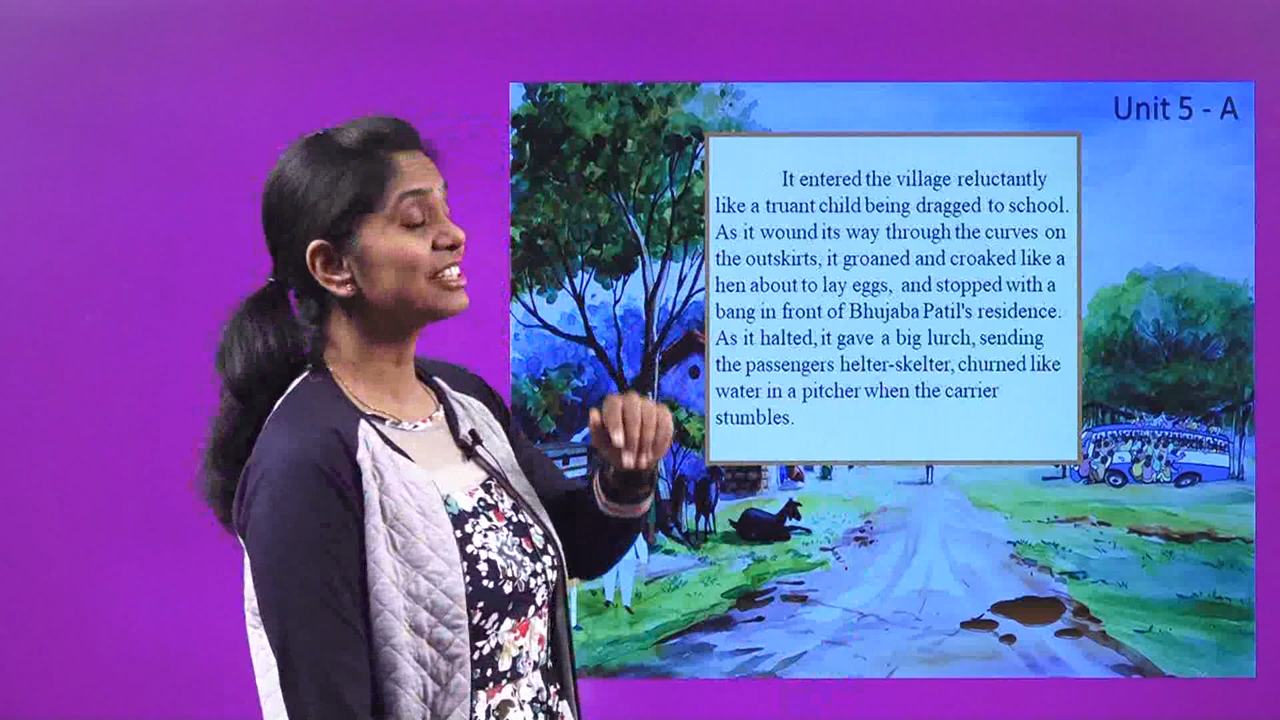 Unit 5 - A
It entered the village reluctantly
like a truant child being dragged to school.
As it wound its way through the curves on
the outskirts, it groaned and croaked like a
hen about to lay eggs, and stopped with a
bang in front of Bhujaba Patil's residence.
As it halted, it gave a big lurch, sending
the passengers helter-skelter, churned like
water in a pitcher when the carrier
stumbles.